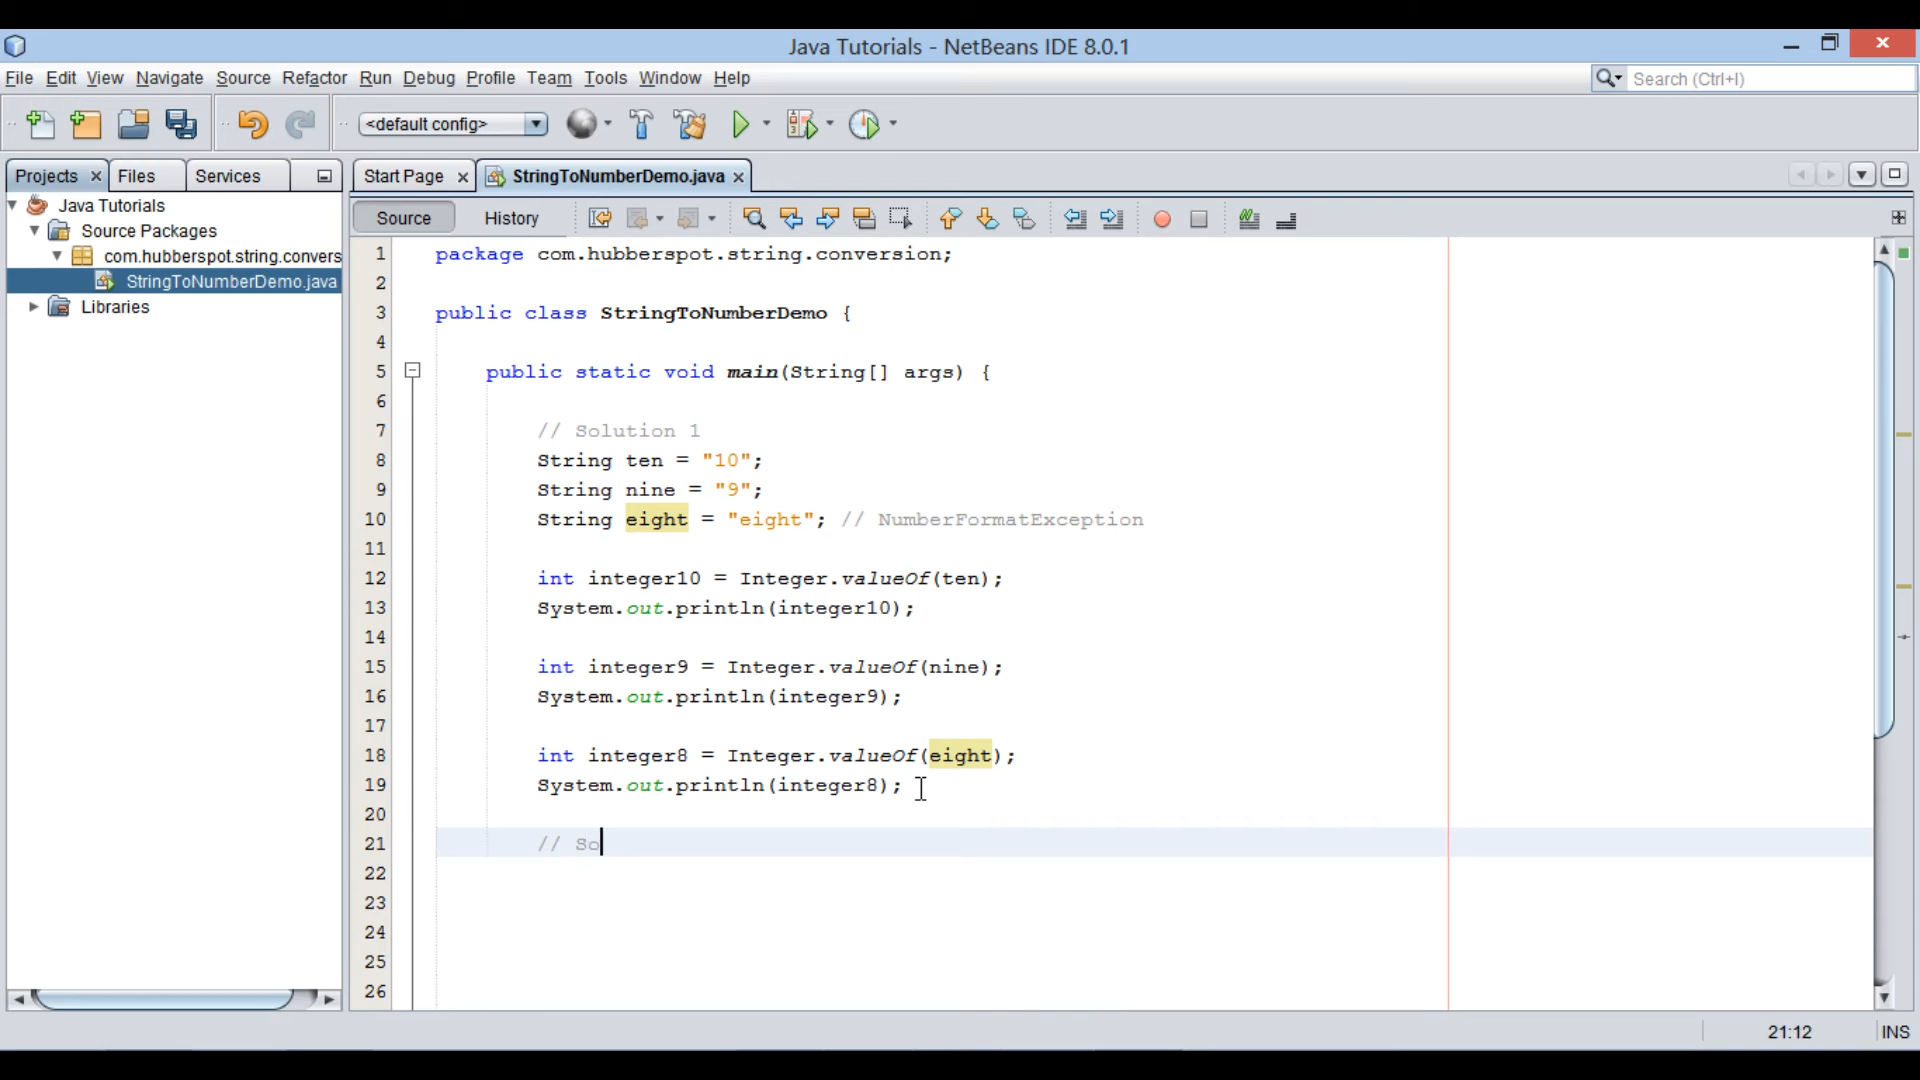 Java Tutorials - NetBeans IDE 8.0.1
File Edit View Navigate Source Refactor Run Debug Profile Team Tools Window Help
Search (Ctrl+I)
<default config>
Projects Files Services
Start Page StringToNumberDemo.java
Java Tutorials
Source Packages
com.hubberspot.string.convers
StringToNumberDemo.java
Libraries
Source History
1 package com.hubberspot.string.conversion;
2
3 public class StringToNumberDemo {
4
5 public static void main(String[] args) {
6
7 // Solution 1
8 String ten = "10";
9 String nine = "9";
10 String eight = "eight"; // NumberFormatException
11
12 int integer10 = Integer.valueOf(ten);
13 System.out.println(integer10);
14
15 int integer9 = Integer.valueOf(nine);
16 System.out.println(integer9);
17
18 int integer8 = Integer.valueOf(eight);
19 System.out.println(integer8);
20
21 // So
22
23
24
25
26
21:12 INS